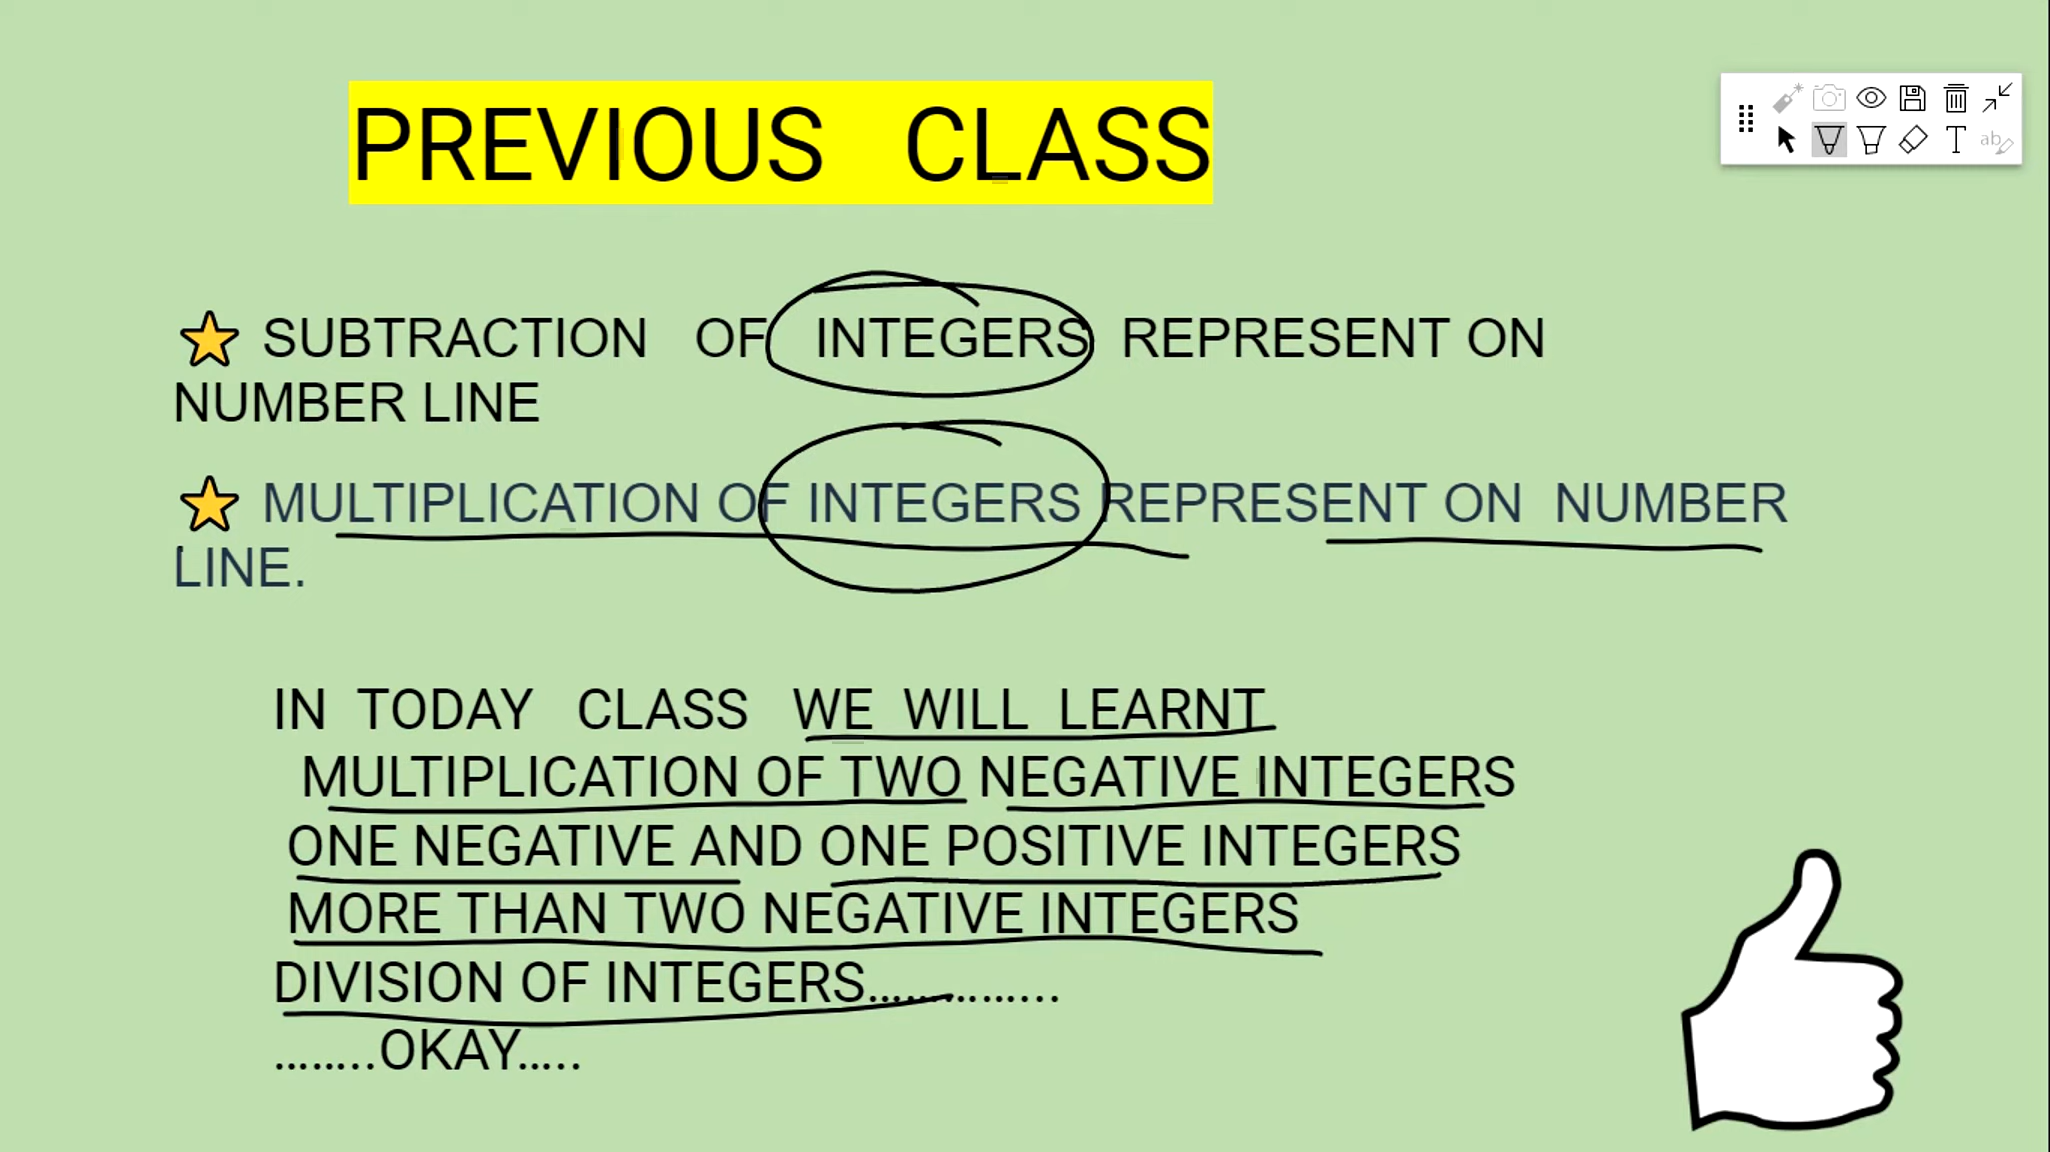 PREVIOUS CLASS
SUBTRACTION OF INTEGERS REPRESENT ON
NUMBER LINE
MULTIPLICATION OF INTEGERS REPRESENT ON NUMBER
LINE.
IN TODAY CLASS WE WILL LEARNT
MULTIPLICATION OF TWO NEGATIVE INTEGERS
ONE NEGATIVE AND ONE POSITIVE INTEGERS
MORE THAN TWO NEGATIVE INTEGERS
DIVISION OF INTEGERS…………...
……..OKAY…..
T
ab